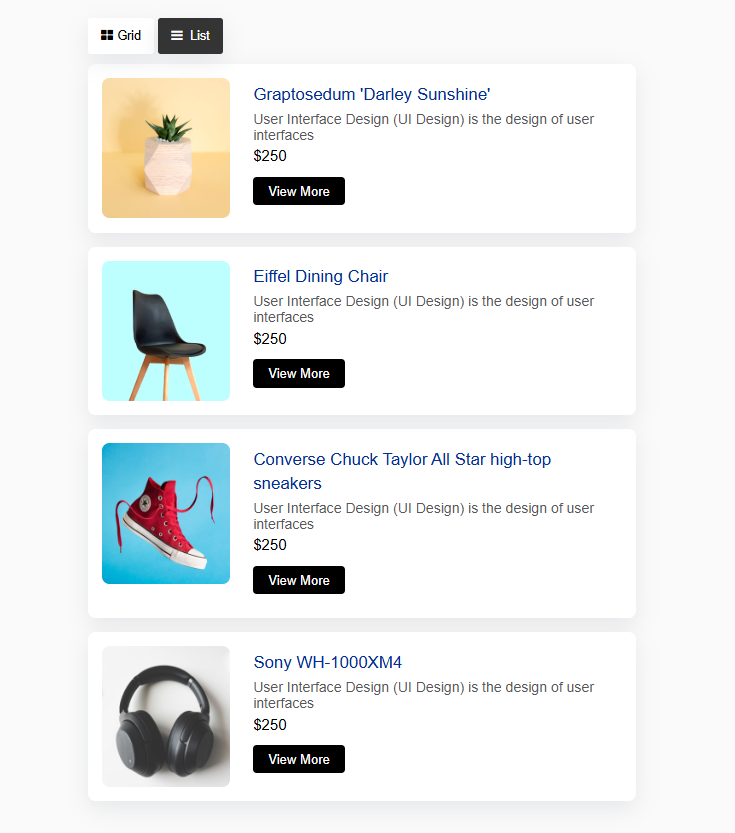 Grid
List
Graptosedum 'Darley Sunshine'
User Interface Design (UI Design) is the design of user
interfaces
$250
View More
Eiffel Dining Chair
User Interface Design (UI Design) is the design of user
interfaces
$250
View More
Converse Chuck Taylor All Star high-top
sneakers
User Interface Design (UI Design) is the design of user
interfaces
$250
View More
Sony WH-1000XM4
User Interface Design (UI Design) is the design of user
interfaces
$250
View More